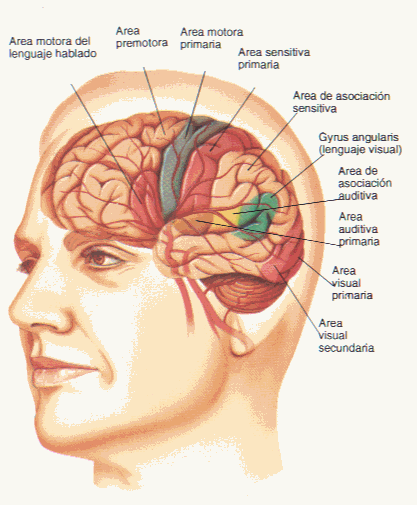 Area motora del
lenguaje hablado
Area
premotora
Area motora
primaria
Area sensitiva
primaria
Area de asociación
sensitiva
Gyrus angularis
(lenguaje visual)
Area de
asociación
auditiva
Area
auditiva
primaria
Area
visual
primaria
Area
visual
secundaria